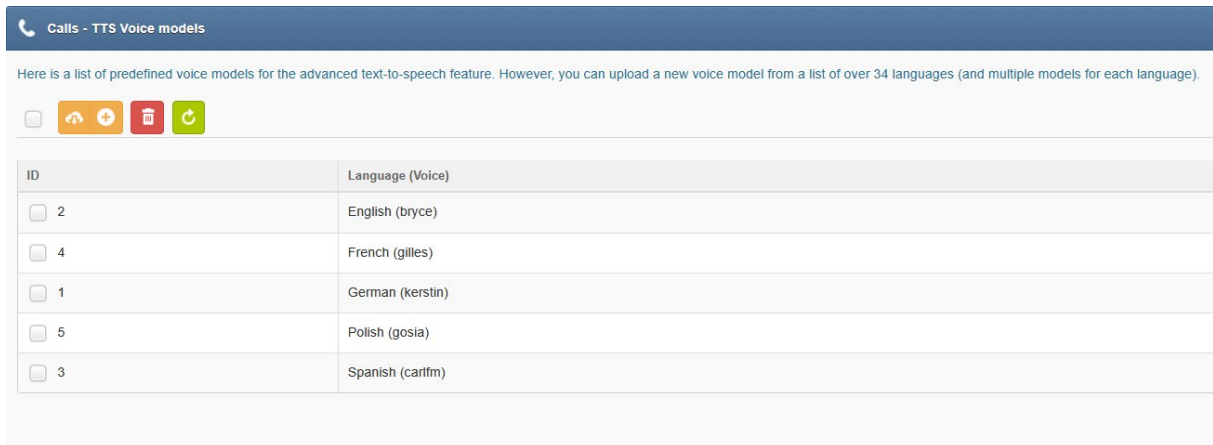 Calls - TTS Voice models
Here is a list of predefined voice models for the advanced text-to-speech feature. However, you can upload a new voice model from a list of over 34 languages (and multiple models for each language).
ID Language (Voice)
2 English (bryce)
4 French (gilles)
1 German (kerstin)
5 Polish (gosia)
3 Spanish (carlfm)